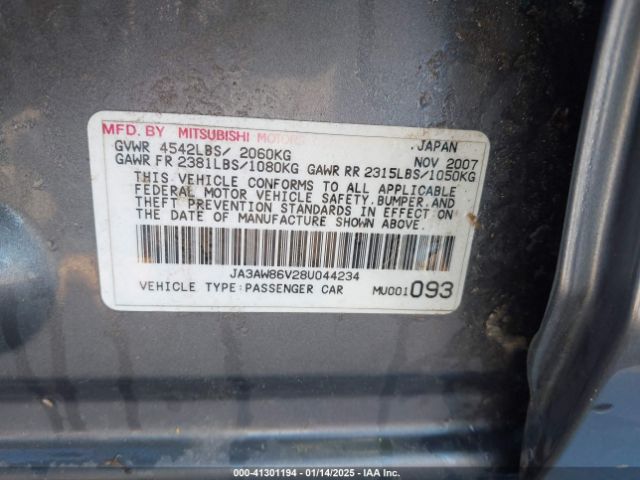 MFD. BY MITSUBISHI MOTORS JAPAN
GVWR 4542LBS/ 2060KG NOV 2007
GAWR FR 2381LBS/1080KG GAWR RR 2315LBS/1050KG
THIS VEHICLE CONFORMS TO ALL APPLICABLE
FEDERAL MOTOR VEHICLE SAFETY, BUMPER, AND
THEFT PREVENTION STANDARDS IN EFFECT ON
THE DATE OF MANUFACTURE SHOWN ABOVE.
JA3AW86V28U044234
VEHICLE TYPE:PASSENGER CAR MU001093
000-41301194 - 01/14/2025 - IAA Inc.